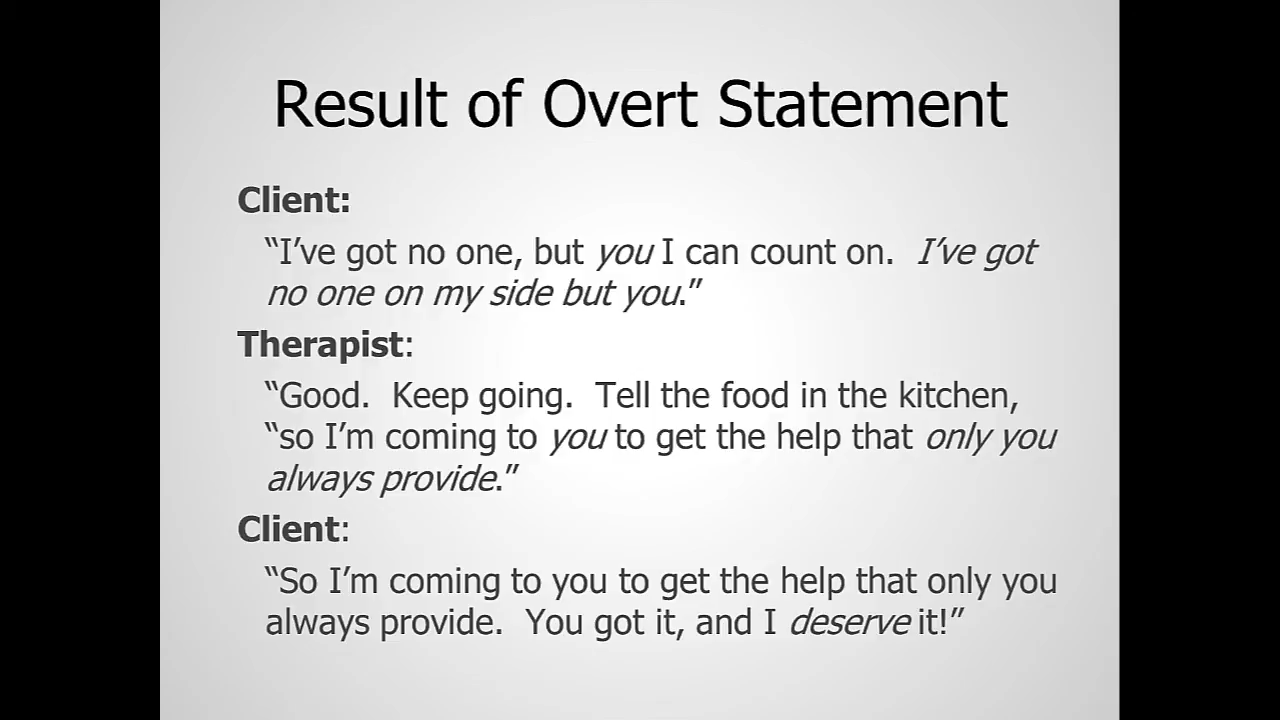 Result of Overt Statement
Client:
“I’ve got no one, but you I can count on.  I’ve got
no one on my side but you.”
Therapist:
“Good.  Keep going.  Tell the food in the kitchen,
“so I’m coming to you to get the help that only you
always provide.”
Client:
“So I’m coming to you to get the help that only you
always provide.  You got it, and I deserve it!”